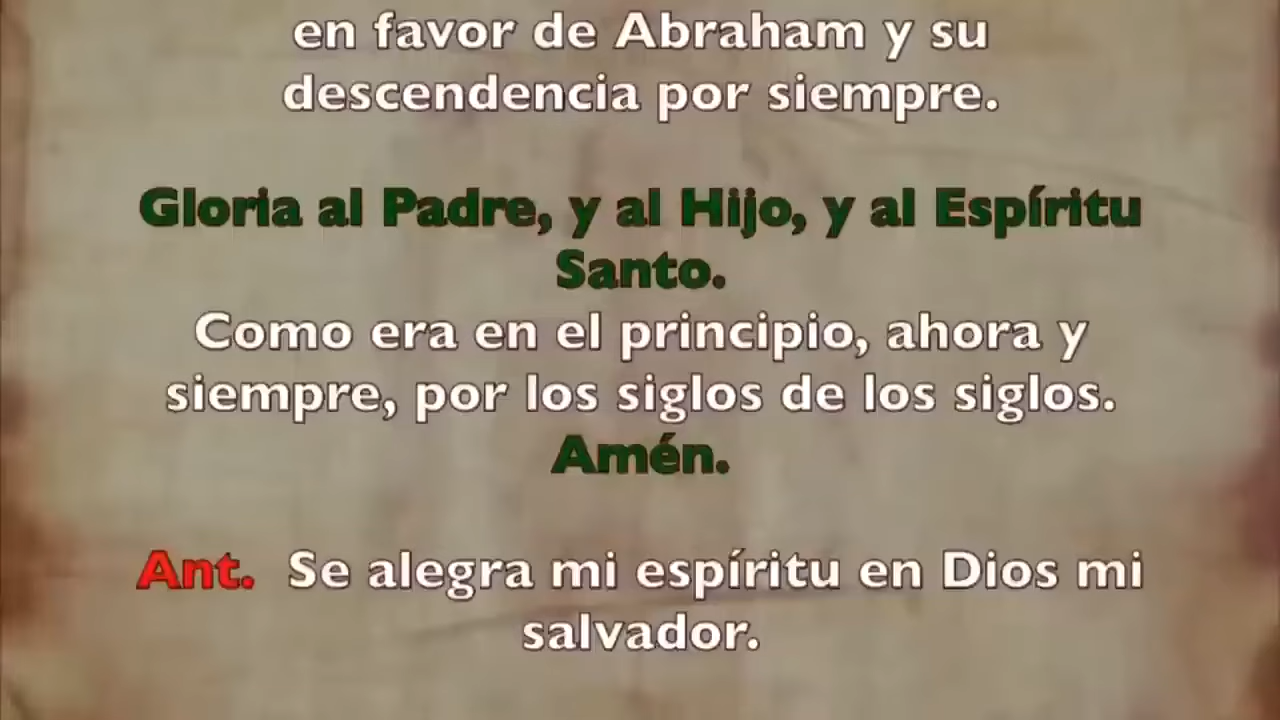 en favor de Abraham y su
descendencia por siempre.
Gloria al Padre, y al Hijo, y al Espíritu
Santo.
Como era en el principio, ahora y
siempre, por los siglos de los siglos.
Amén.
Ant. Se alegra mi espíritu en Dios mi
salvador.